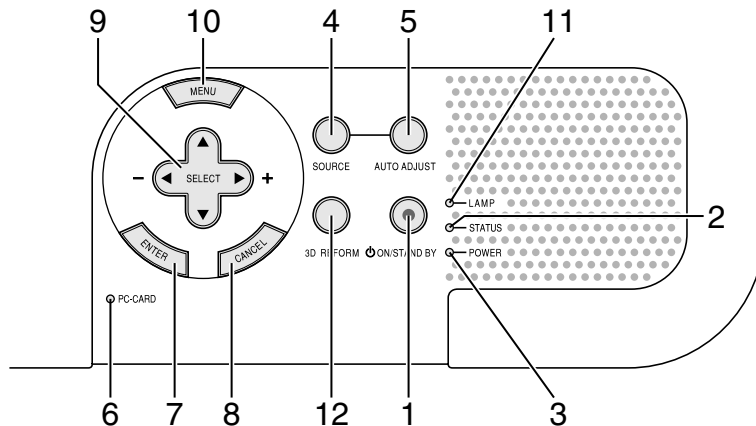 9 10 4 5 11
MENU
SOURCE AUTO ADJUST
− SELECT +
LAMP
2
STATUS
ENTER CANCEL
3D REFORM ON/STAND BY POWER
PC-CARD
6 7 8 12 1 3